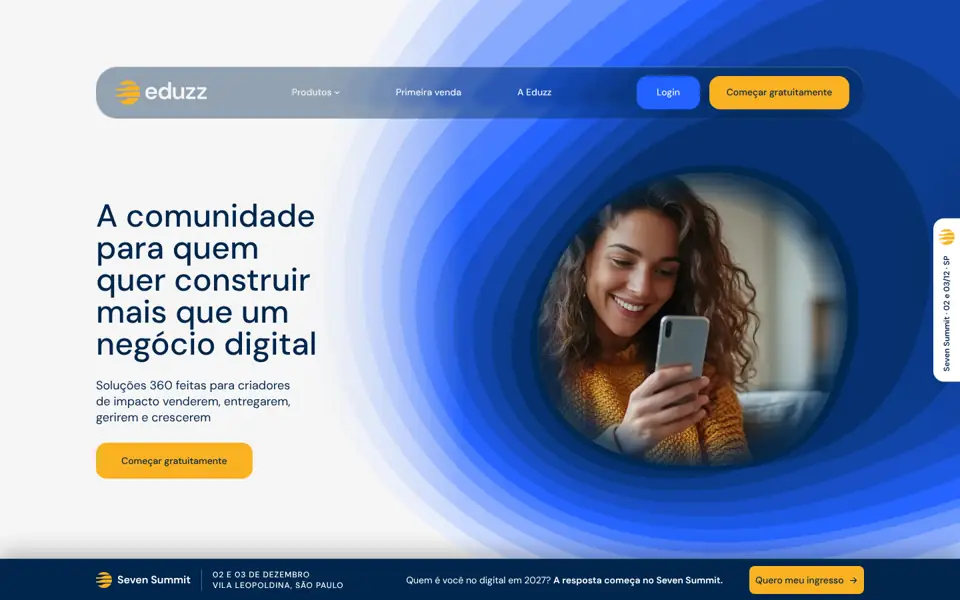 eduzz
Produtos
Primeira venda
A Eduzz
Login
Começar gratuitamente
A comunidade
para quem
quer construir
mais que um
negócio digital
Soluções 360 feitas para criadores
de impacto venderem, entregarem,
gerirem e crescerem
Começar gratuitamente
Seven Summit · 02 e 03/12 · SP
Seven Summit
02 E 03 DE DEZEMBRO
VILA LEOPOLDINA, SÃO PAULO
Quem é você no digital em 2027? A resposta começa no Seven Summit.
Quero meu ingresso →